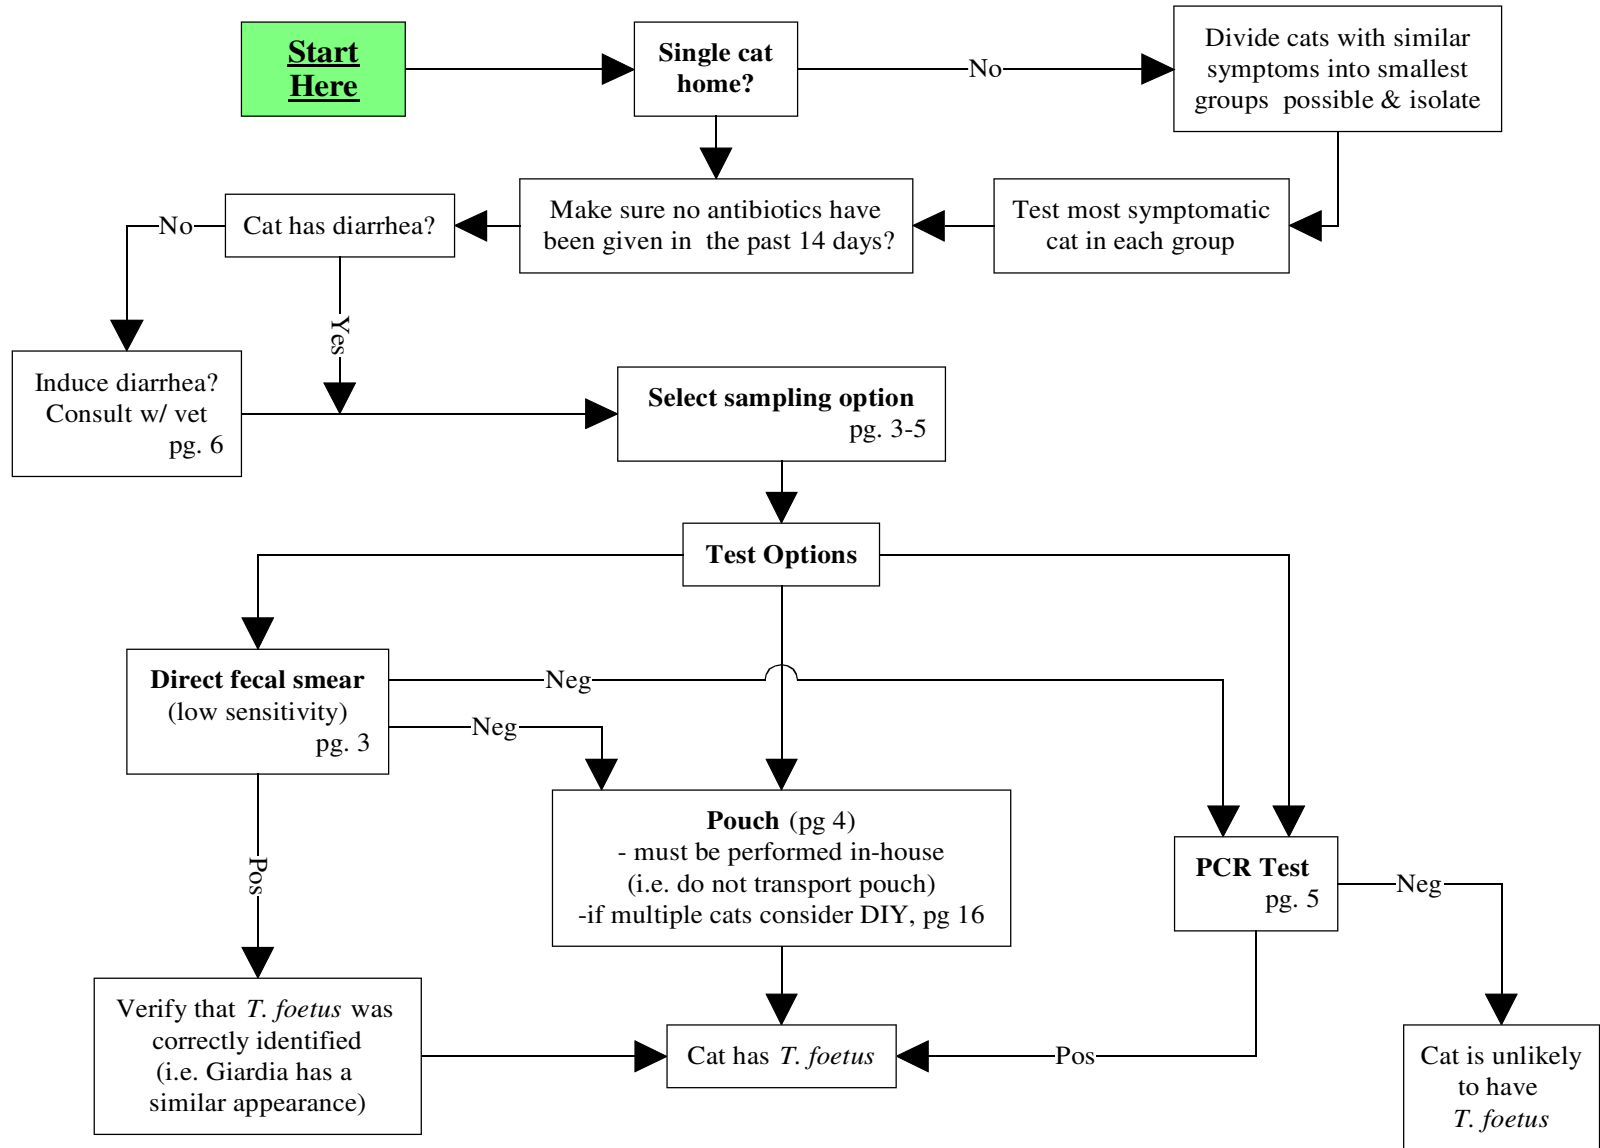 Start
Here
Single cat
home?
No
Divide cats with similar
symptoms into smallest
groups possible & isolate
No
Cat has diarrhea?
Make sure no antibiotics have
been given in the past 14 days?
Test most symptomatic
cat in each group
Yes
Induce diarrhea?
Consult w/ vet
pg. 6
Select sampling option
pg. 3-5
Test Options
Direct fecal smear
(low sensitivity)
pg. 3
Neg
Neg
Pouch (pg 4)
- must be performed in-house
(i.e. do not transport pouch)
-if multiple cats consider DIY, pg 16
PCR Test
pg. 5
Neg
Pos
Verify that T. foetus was
correctly identified
(i.e. Giardia has a
similar appearance)
Cat has T. foetus
Pos
Cat is unlikely
to have
T. foetus